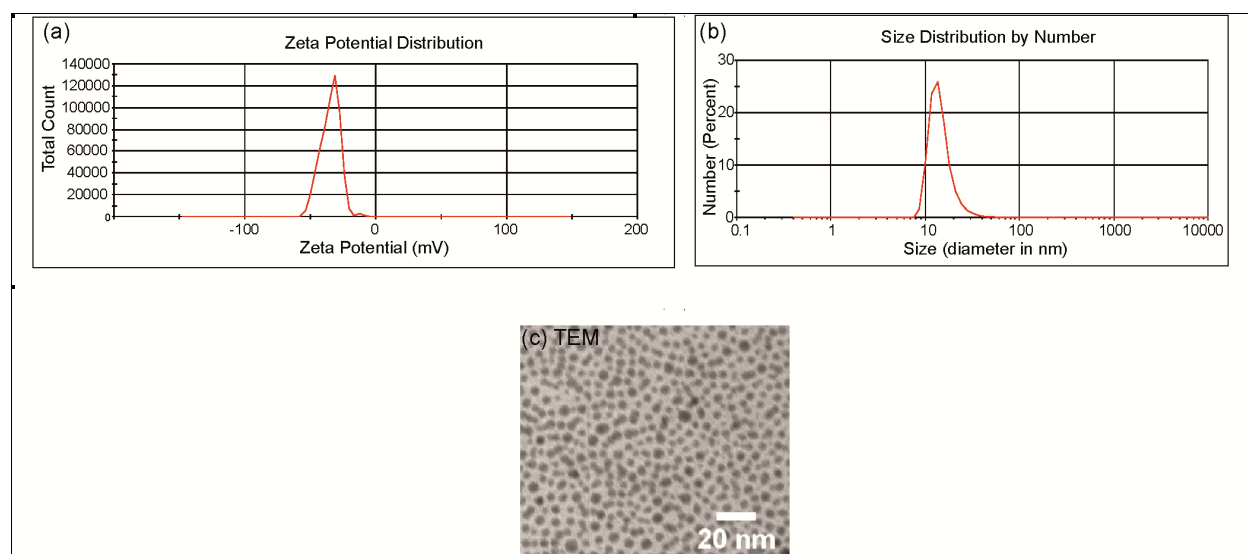 (a)
Zeta Potential Distribution
Total Count
140000
120000
100000
80000
60000
40000
20000
0
-100
0
100
200
Zeta Potential (mV)
(b)
Size Distribution by Number
Number (Percent)
30
20
10
0
0.1
1
10
100
1000
10000
Size (diameter in nm)
(c) TEM
20 nm